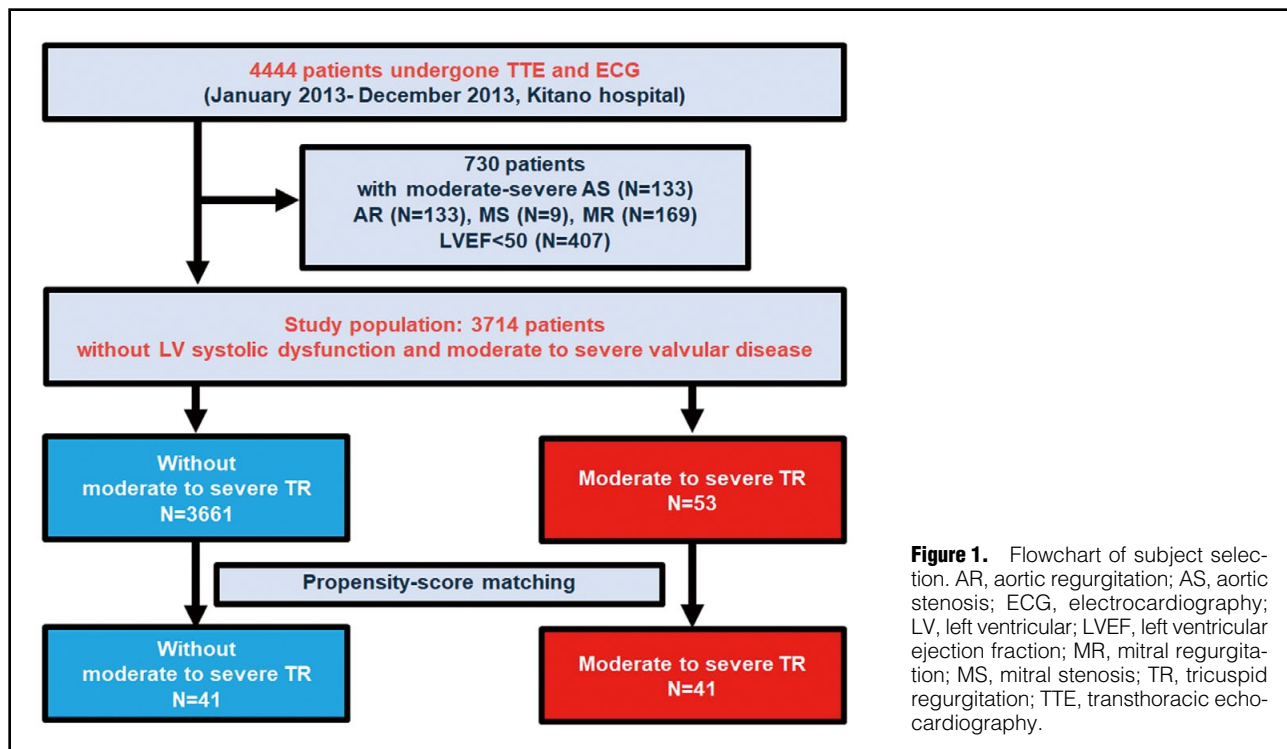 4444 patients undergone TTE and ECG
(January 2013- December 2013, Kitano hospital)
730 patients
with moderate-severe AS (N=133)
AR (N=133), MS (N=9), MR (N=169)
LVEF<50 (N=407)
Study population: 3714 patients
without LV systolic dysfunction and moderate to severe valvular disease
Without
moderate to severe TR
N=3661
Moderate to severe TR
N=53
Propensity-score matching
Without
moderate to severe TR
N=41
Moderate to severe TR
N=41
Figure 1. Flowchart of subject selec-
tion. AR, aortic regurgitation; AS, aortic
stenosis; ECG, electrocardiography;
LV, left ventricular; LVEF, left ventricular
ejection fraction; MR, mitral regurgita-
tion; MS, mitral stenosis; TR, tricuspid
regurgitation; TTE, transthoracic echo-
cardiography.